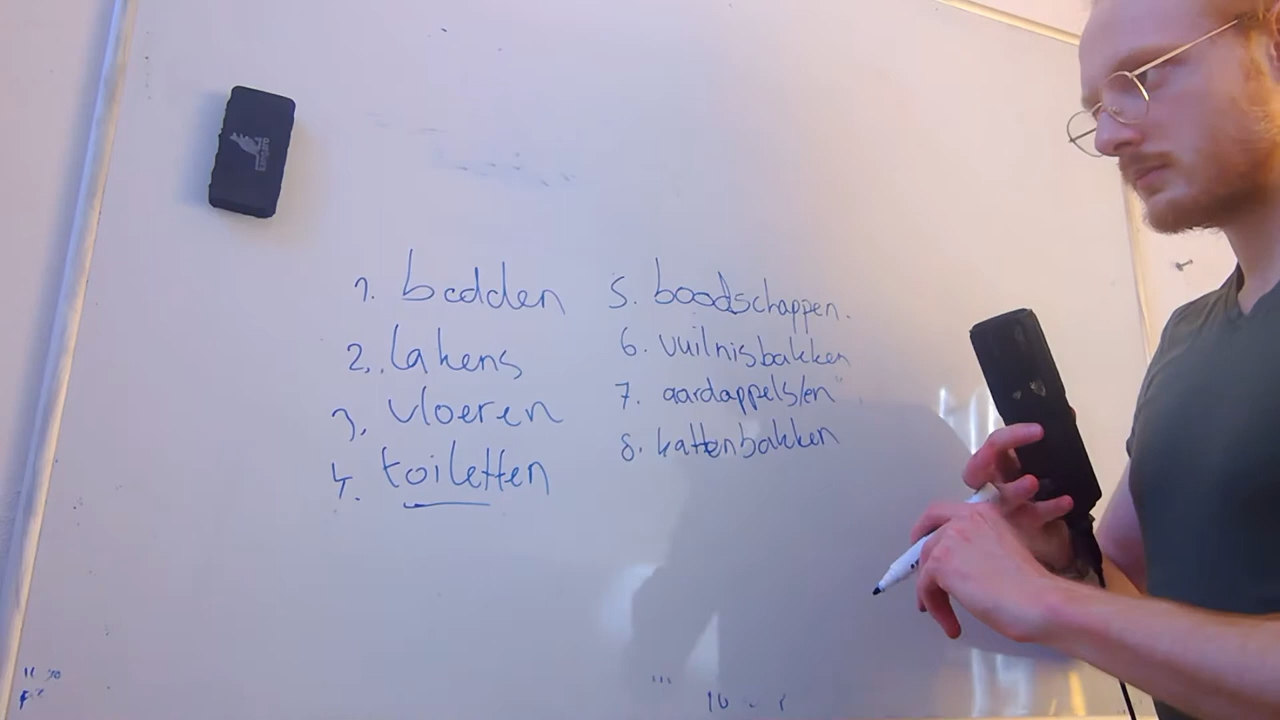 1. bedden
2. lakens
3. vloeren
4. toiletten
5. boodschappen.
6. vuilnisbakken
7. aardappels/en
8. kattenbakken